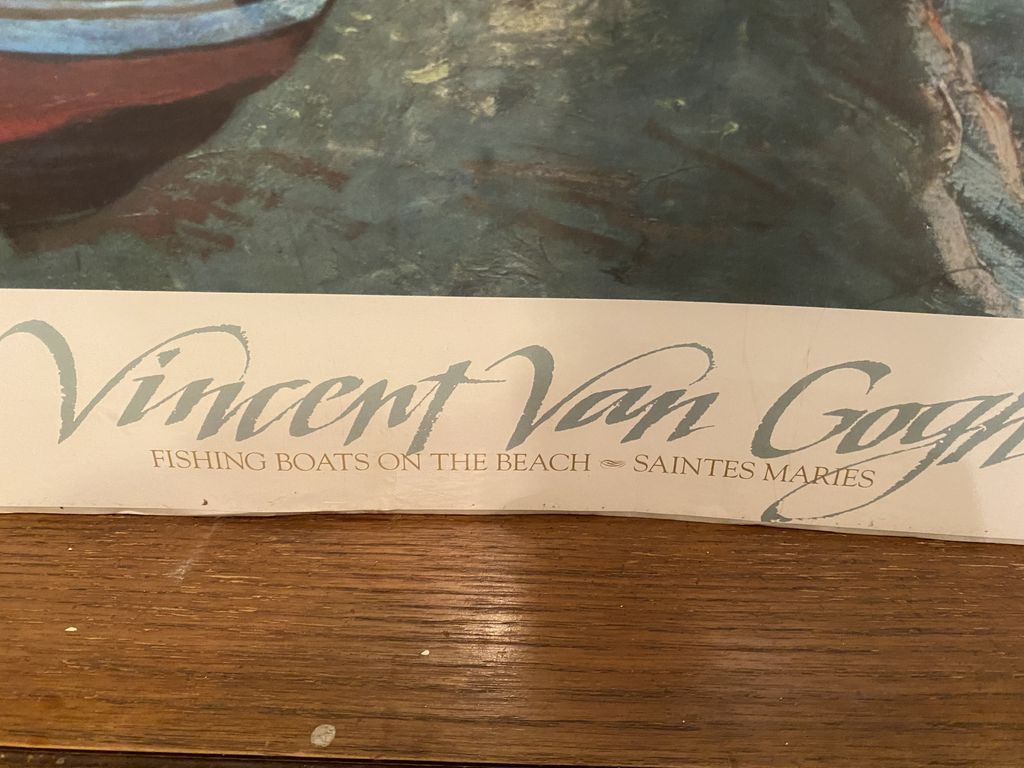 Vincent Van Gogh
FISHING BOATS ON THE BEACH SAINTES MARIES